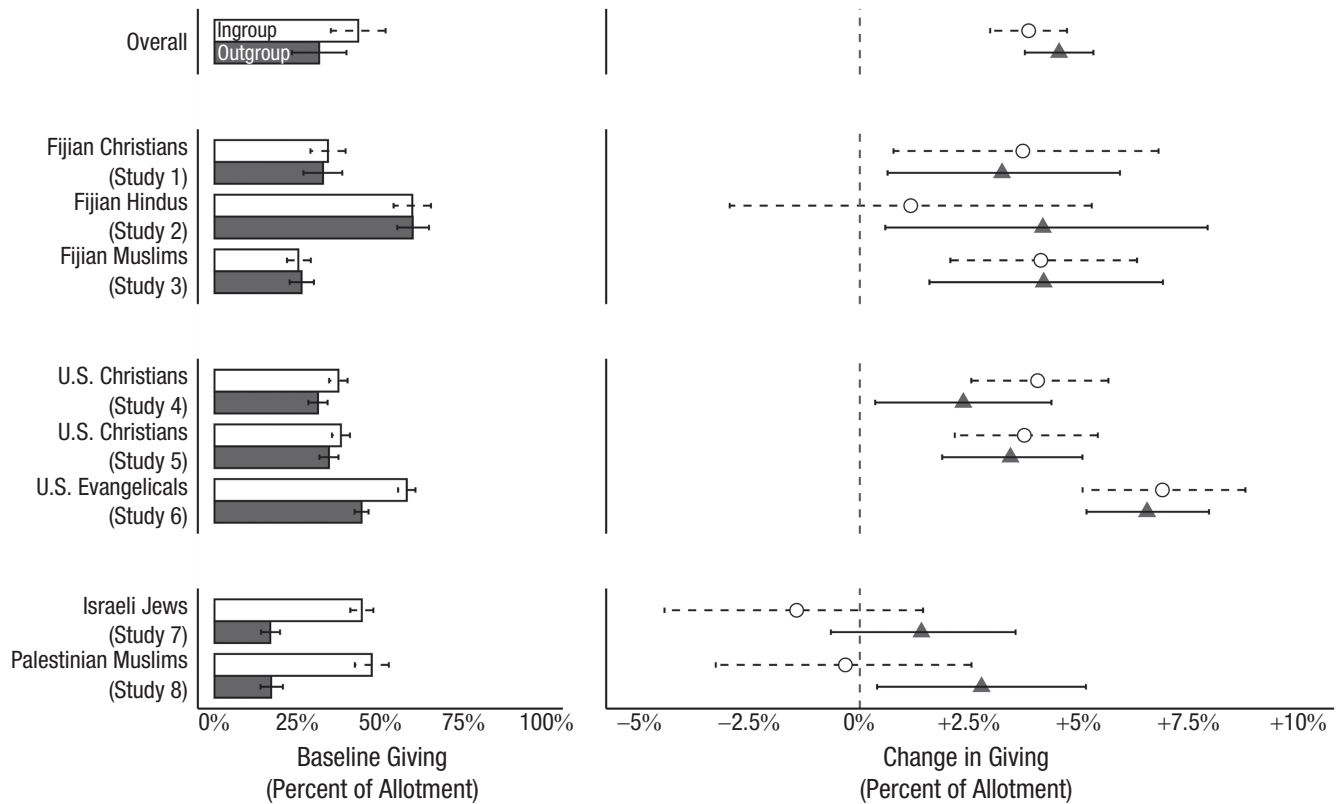 Overall
Ingroup
Outgroup
Fijian Christians
(Study 1)
Fijian Hindus
(Study 2)
Fijian Muslims
(Study 3)
U.S. Christians
(Study 4)
U.S. Christians
(Study 5)
U.S. Evangelicals
(Study 6)
Israeli Jews
(Study 7)
Palestinian Muslims
(Study 8)
0% 25% 50% 75% 100%
Baseline Giving
(Percent of Allotment)
−5% −2.5% 0% +2.5% +5% +7.5% +10%
Change in Giving
(Percent of Allotment)